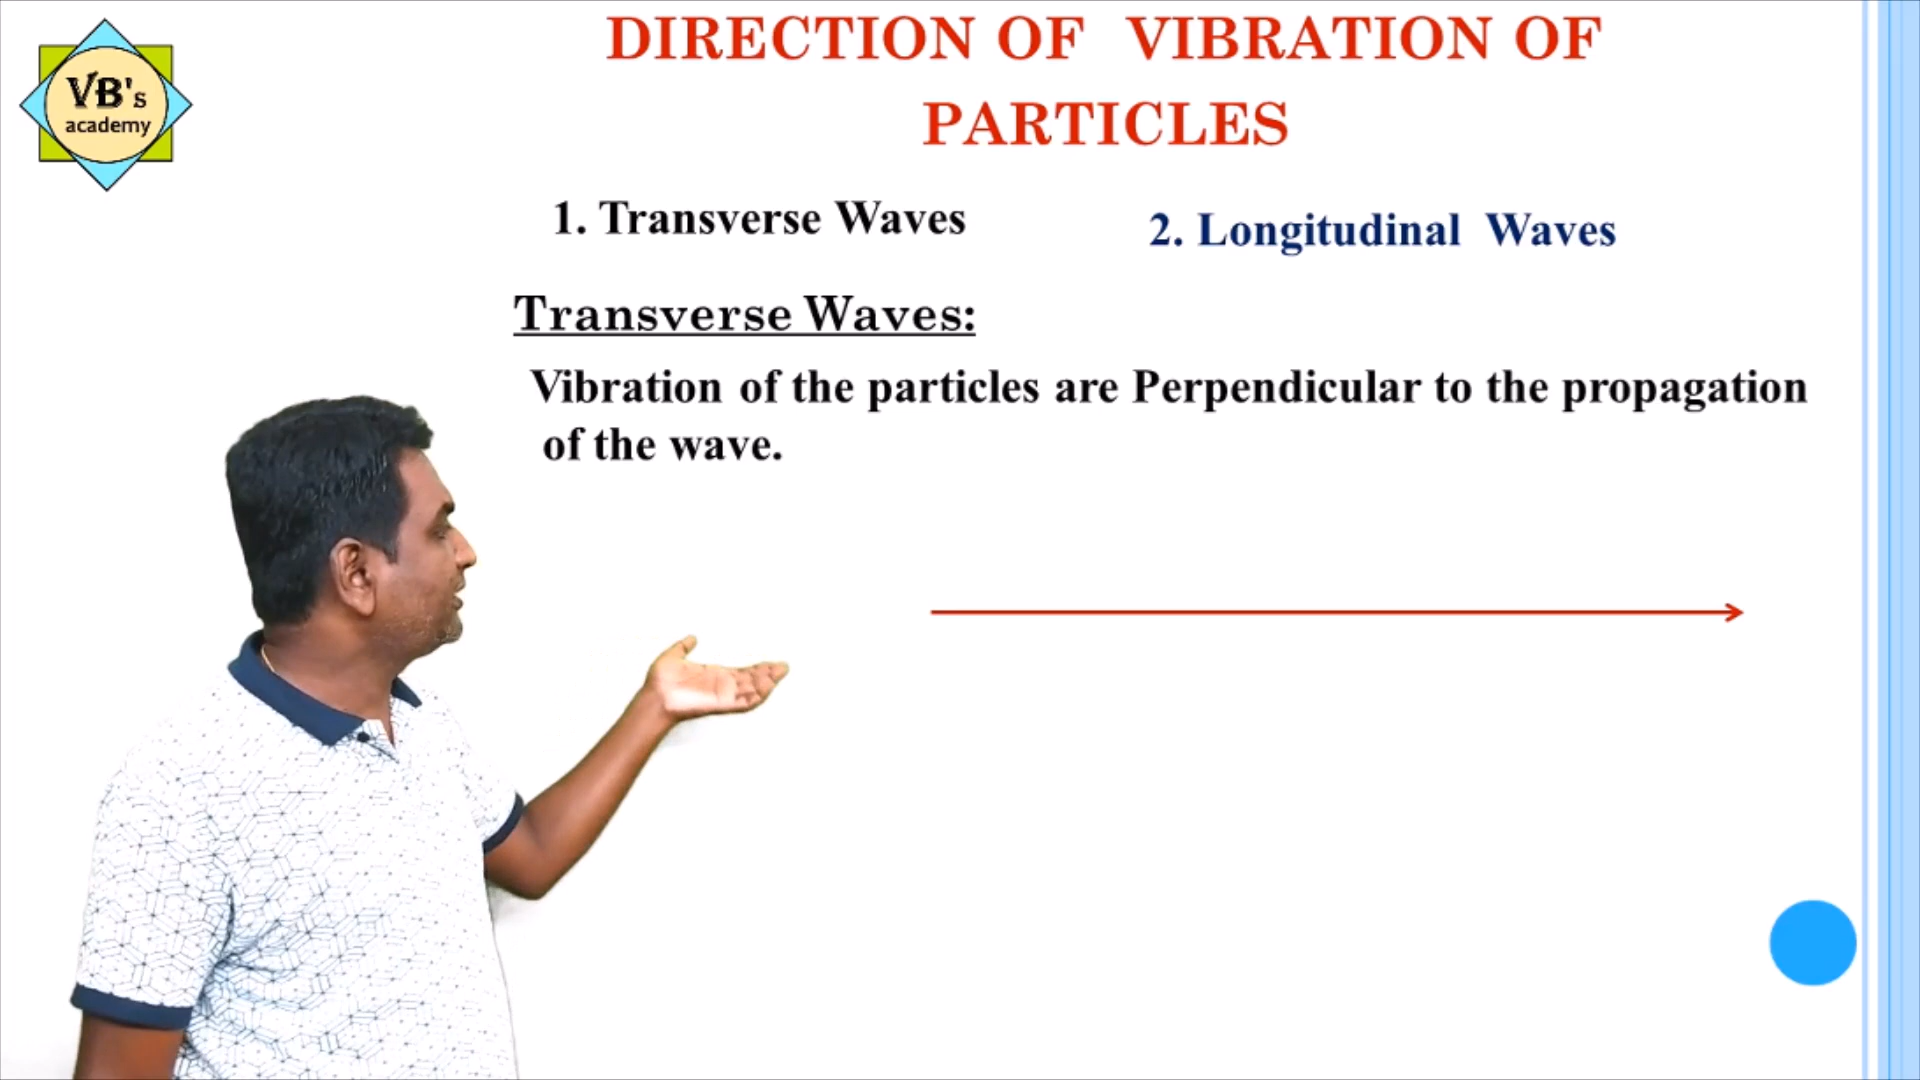 VB's
academy
DIRECTION OF VIBRATION OF
PARTICLES
1. Transverse Waves
2. Longitudinal Waves
Transverse Waves:
Vibration of the particles are Perpendicular to the propagation
of the wave.